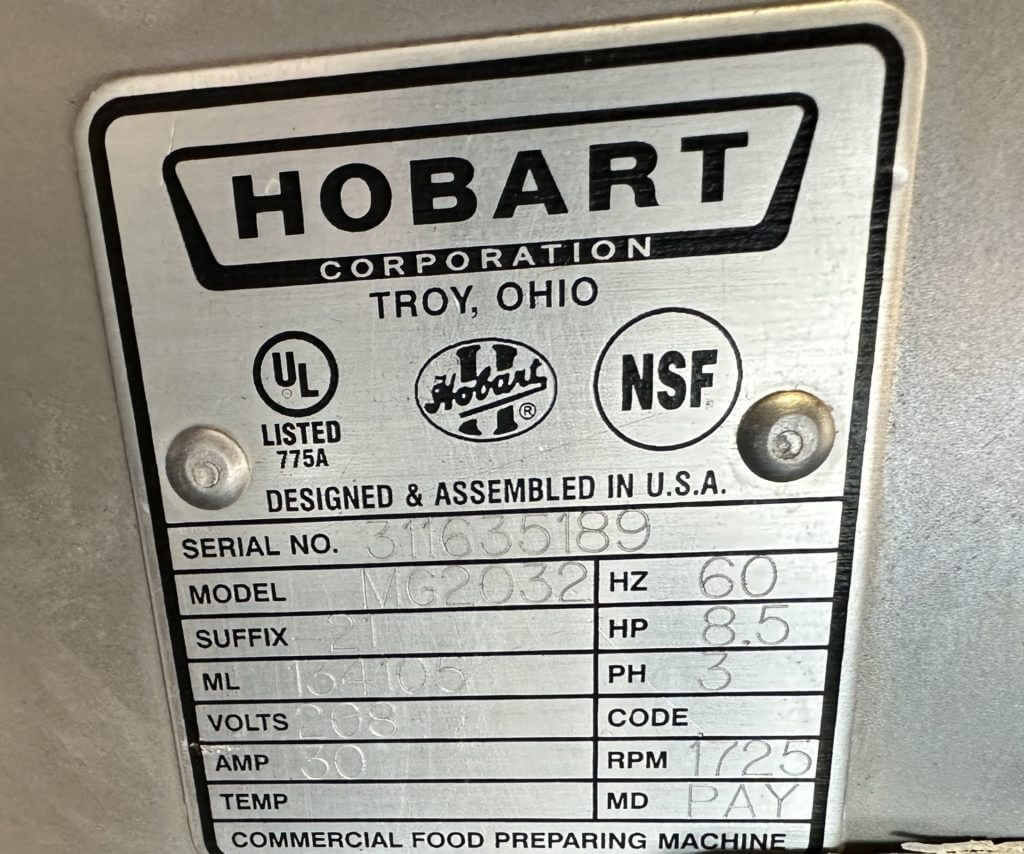 HOBART
CORPORATION
TROY, OHIO
UL
LISTED
775A
Hobart ®
NSF
DESIGNED & ASSEMBLED IN U.S.A.
SERIAL NO. 311635189
MODEL MG2032 HZ 60
SUFFIX 21 HP 8.5
ML 134105 PH 3
VOLTS 208 CODE
AMP 30 RPM 1725
TEMP MD PAY
COMMERCIAL FOOD PREPARING MACHINE